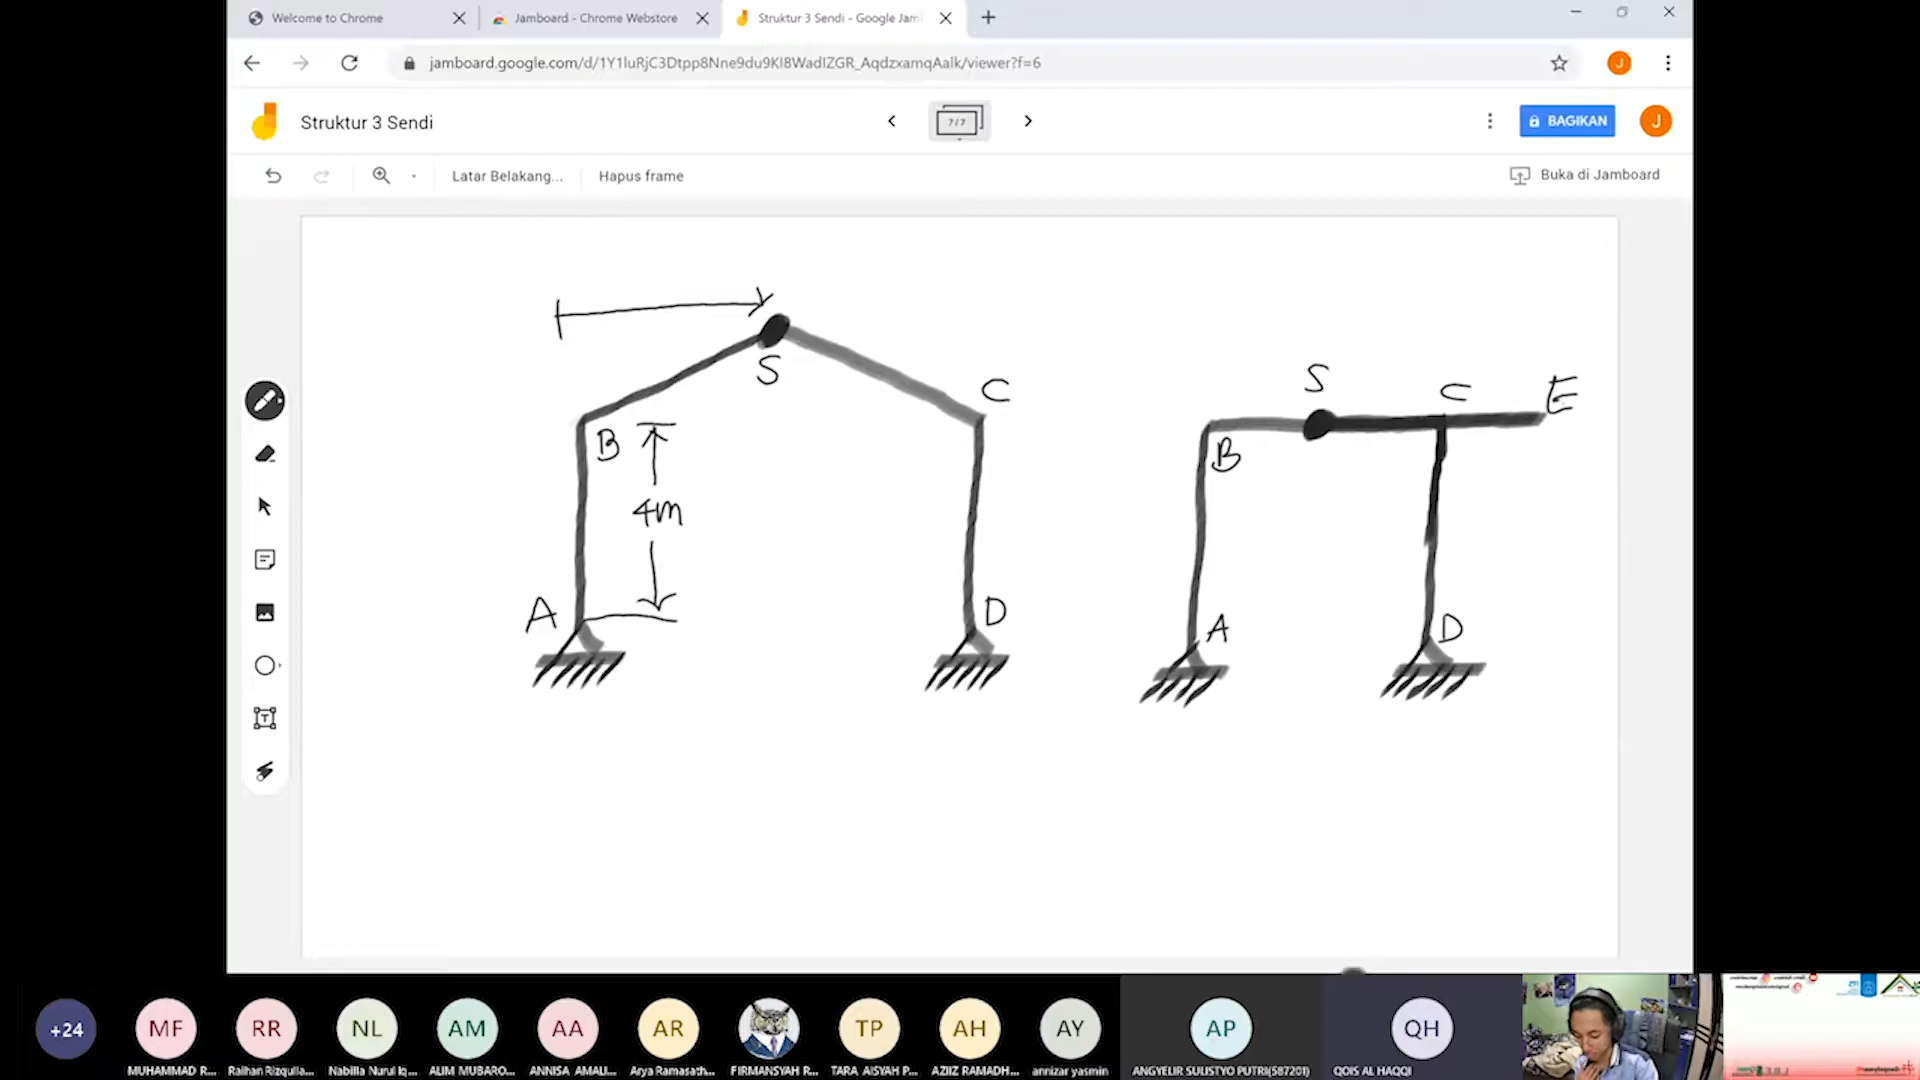 Welcome to Chrome
Jamboard - Chrome Webstore
Struktur 3 Sendi - Google Jam
jamboard.google.com/d/1Y1luRjC3Dtpp8Nne9du9KI8WadIZGR_AqdzxamqAalk/viewer?f=6
J
Struktur 3 Sendi
7/7
BAGIKAN
J
Latar Belakang...
Hapus frame
Buka di Jamboard
S
C
B
4m
A
D
S
C
E
B
A
D
+24
MF
RR
NL
AM
AA
AR
TP
AH
AY
AP
QH
MUHAMMAD R...
Raihan Rizqulla...
Nabilla Nurul Iq...
ALIM MUBARO...
ANNISA AMALI...
Arya Ramasath...
FIRMANSYAH R...
TARA AISYAH P...
AZIIZ RAMADH...
annizar yasmin
ANGYELIR SULISTYO PUTRI(587201)
QOIS AL HAQQI